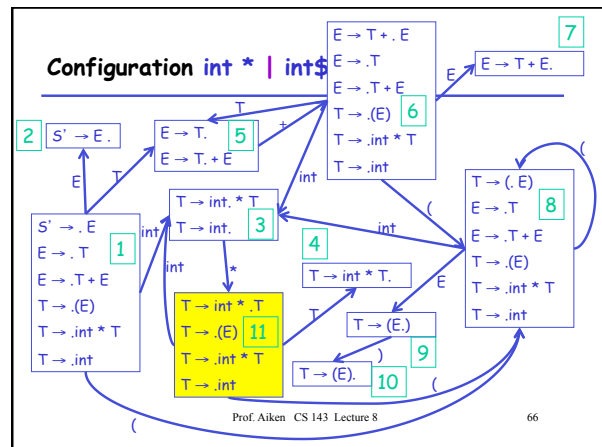 Configuration int * | int$
E → T + . E
E → .T
E → .T + E
T → .(E)
T → .int * T
T → .int
6
7
E → T + E.
E
2
S' → E .
E → T.
E → T. + E
5
T
+
E
T
int
(
(
S' → . E
E → . T
E → .T + E
T → .(E)
T → .int * T
T → .int
1
int
int
T → int. * T
T → int.
3
*
int
4
T → int * T.
T
T → int * .T
T → .(E)
T → .int * T
T → .int
11
T → (. E)
E → .T
E → .T + E
T → .(E)
T → .int * T
T → .int
8
E
T → (E.)
9
)
T → (E).
10
(
(
Prof. Aiken CS 143 Lecture 8
66